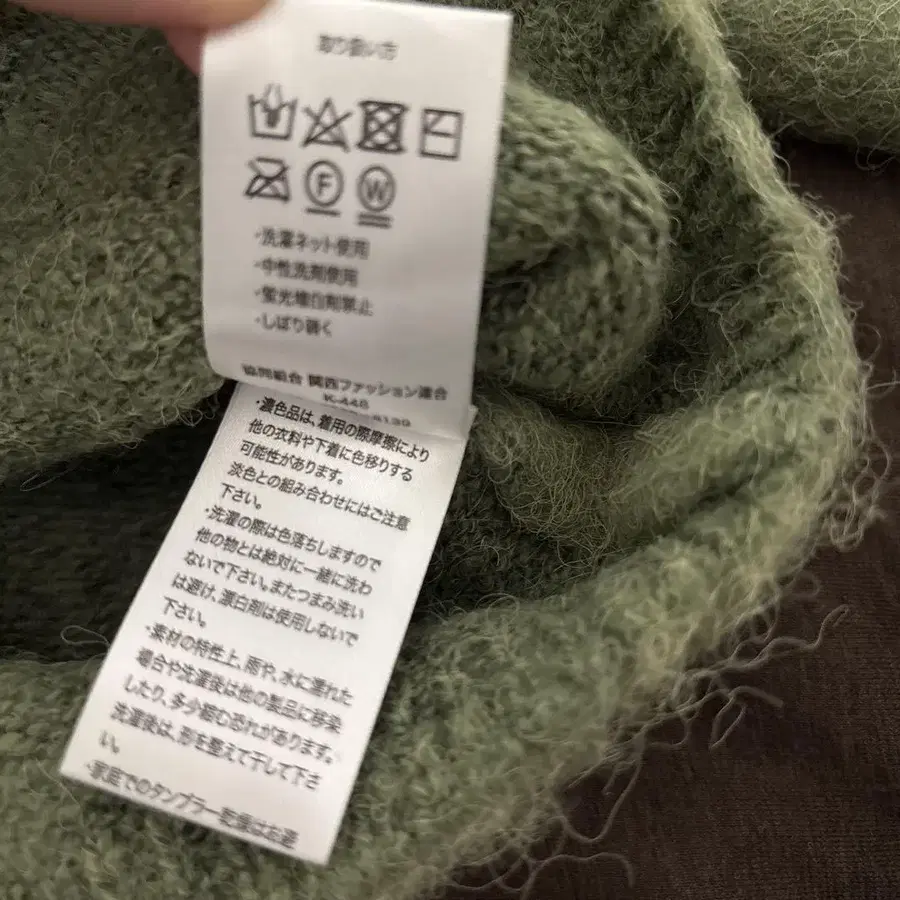 取り扱い方
F W
・洗濯ネット使用
・中性洗剤使用
・蛍光増白剤禁止
・しぼり弱く
協同組合 関西ファッション連合
K-448
・濃色品は、着用の際摩擦により
他の衣料や下着に色移りする
可能性があります。
淡色との組み合わせにはご注意
下さい。
・洗濯の際は色落ちしますので
他の物とは絶対に一緒に洗わ
ないで下さい。またつまみ洗い
は避け、漂白剤は使用しないで
下さい。
・素材の特性上、雨や、水に濡れた
場合や洗濯後は他の製品に移染
したり、多少縮む恐れがあります。
洗濯後は、形を整えて干して下さ
い。
・家庭でのタンブラー乾燥はお避